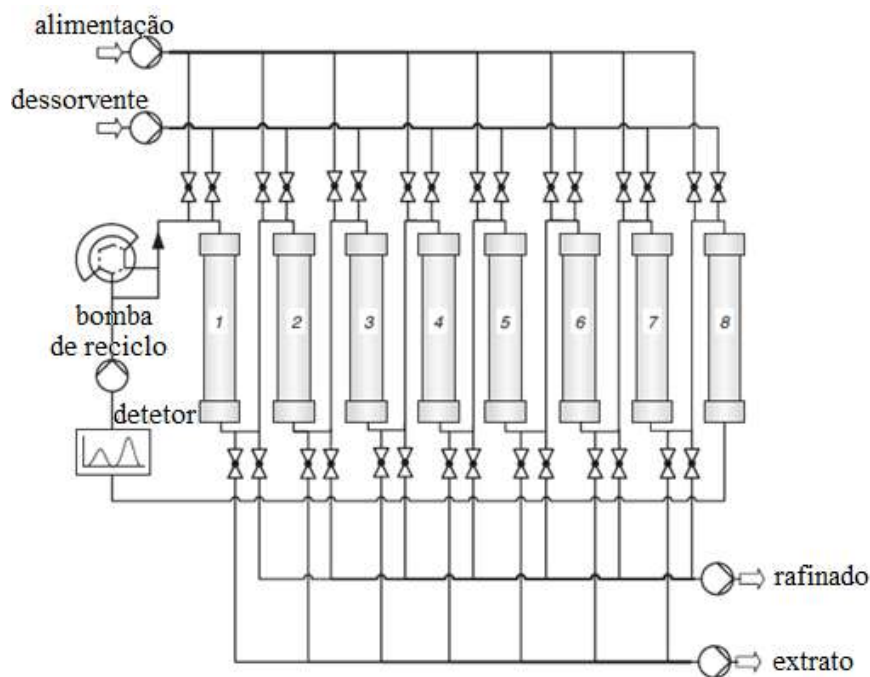 alimentação
dessorvente
1 2 3 4 5 6 7 8
bomba
de reciclo
detetor
rafinado
extrato